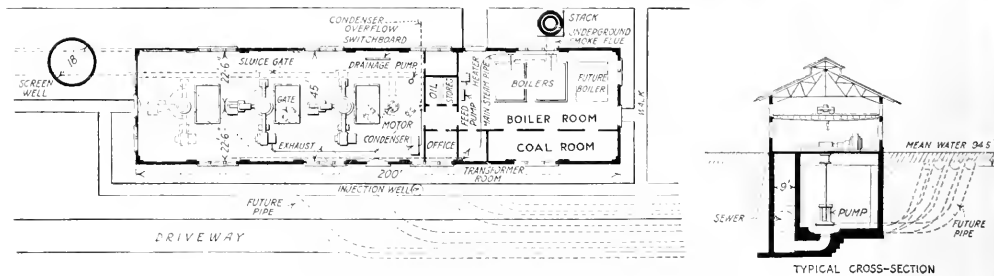 CONDENSER
OVERFLOW
SWITCHBOARD
STACK
UNDERGROUND
SMOKE FLUE
18
SCREEN
WELL
22'-6"
SLUICE GATE
45
DRAINAGE PUMP
GATE
MOTOR
CONDENSER
22'-6"
EXHAUST
OIL
STORES
OFFICE
FEED
PUMP
HEATER
MAIN STEAM PIPE
BOILERS
FUTURE
BOILER
BOILER ROOM
COAL ROOM
200'
TRANSFORMER
ROOM
INJECTION WELL
FUTURE
PIPE
DRIVEWAY
MEAN WATER 94.5
9'
SEWER
PUMP
FUTURE
PIPE
TYPICAL CROSS-SECTION